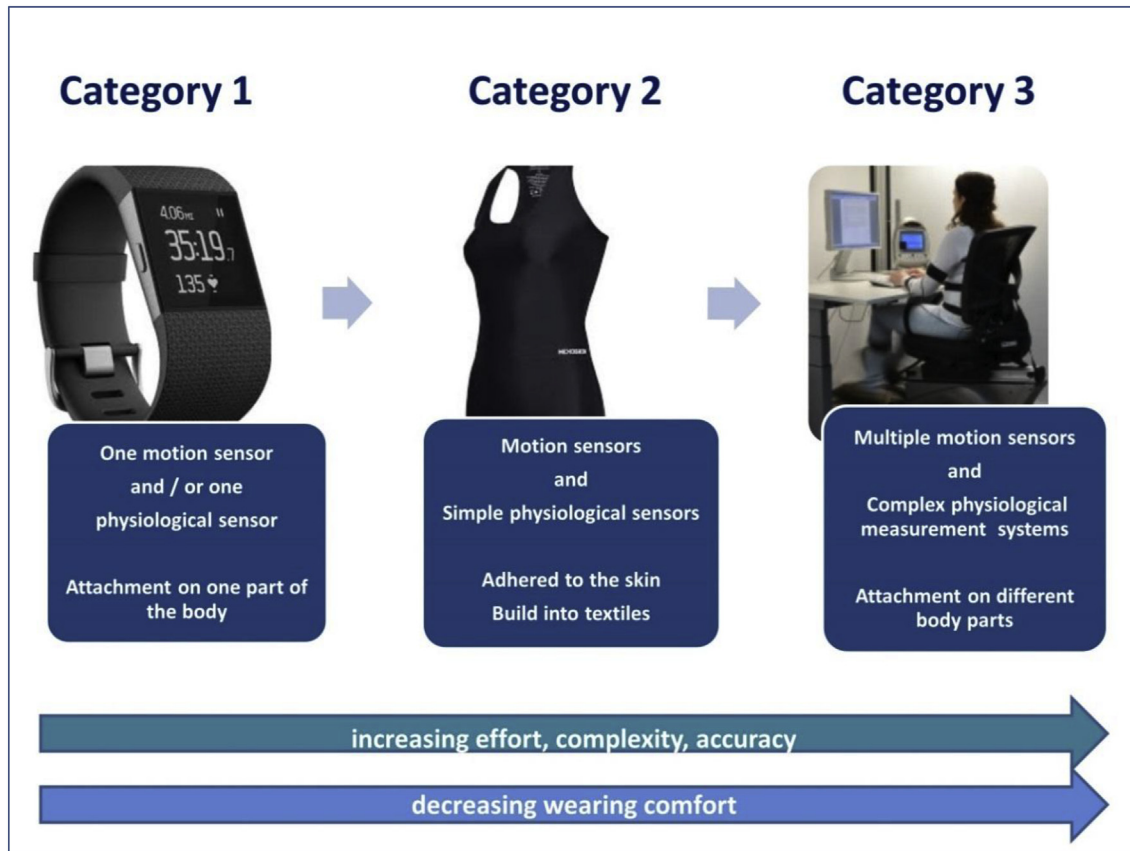 Category 1
Category 2
Category 3
4.06 MI
35:19.7
135
One motion sensor
and / or one
physiological sensor
Attachment on one part of
the body
Motion sensors
and
Simple physiological sensors
Adhered to the skin
Build into textiles
Multiple motion sensors
and
Complex physiological
measurement systems
Attachment on different
body parts
increasing effort, complexity, accuracy
decreasing wearing comfort